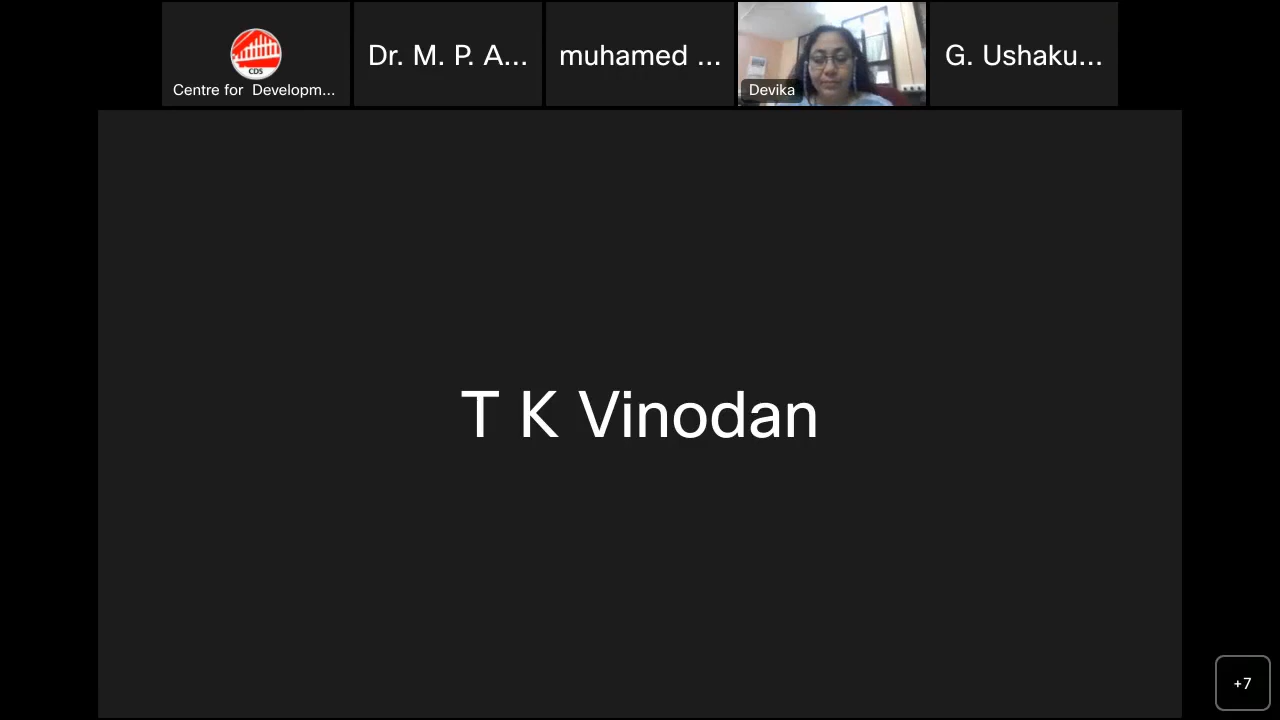 CDS
Centre for  Developm...
Dr. M. P. A...
muhamed ...
Devika
G. Ushaku...
T K Vinodan
+7